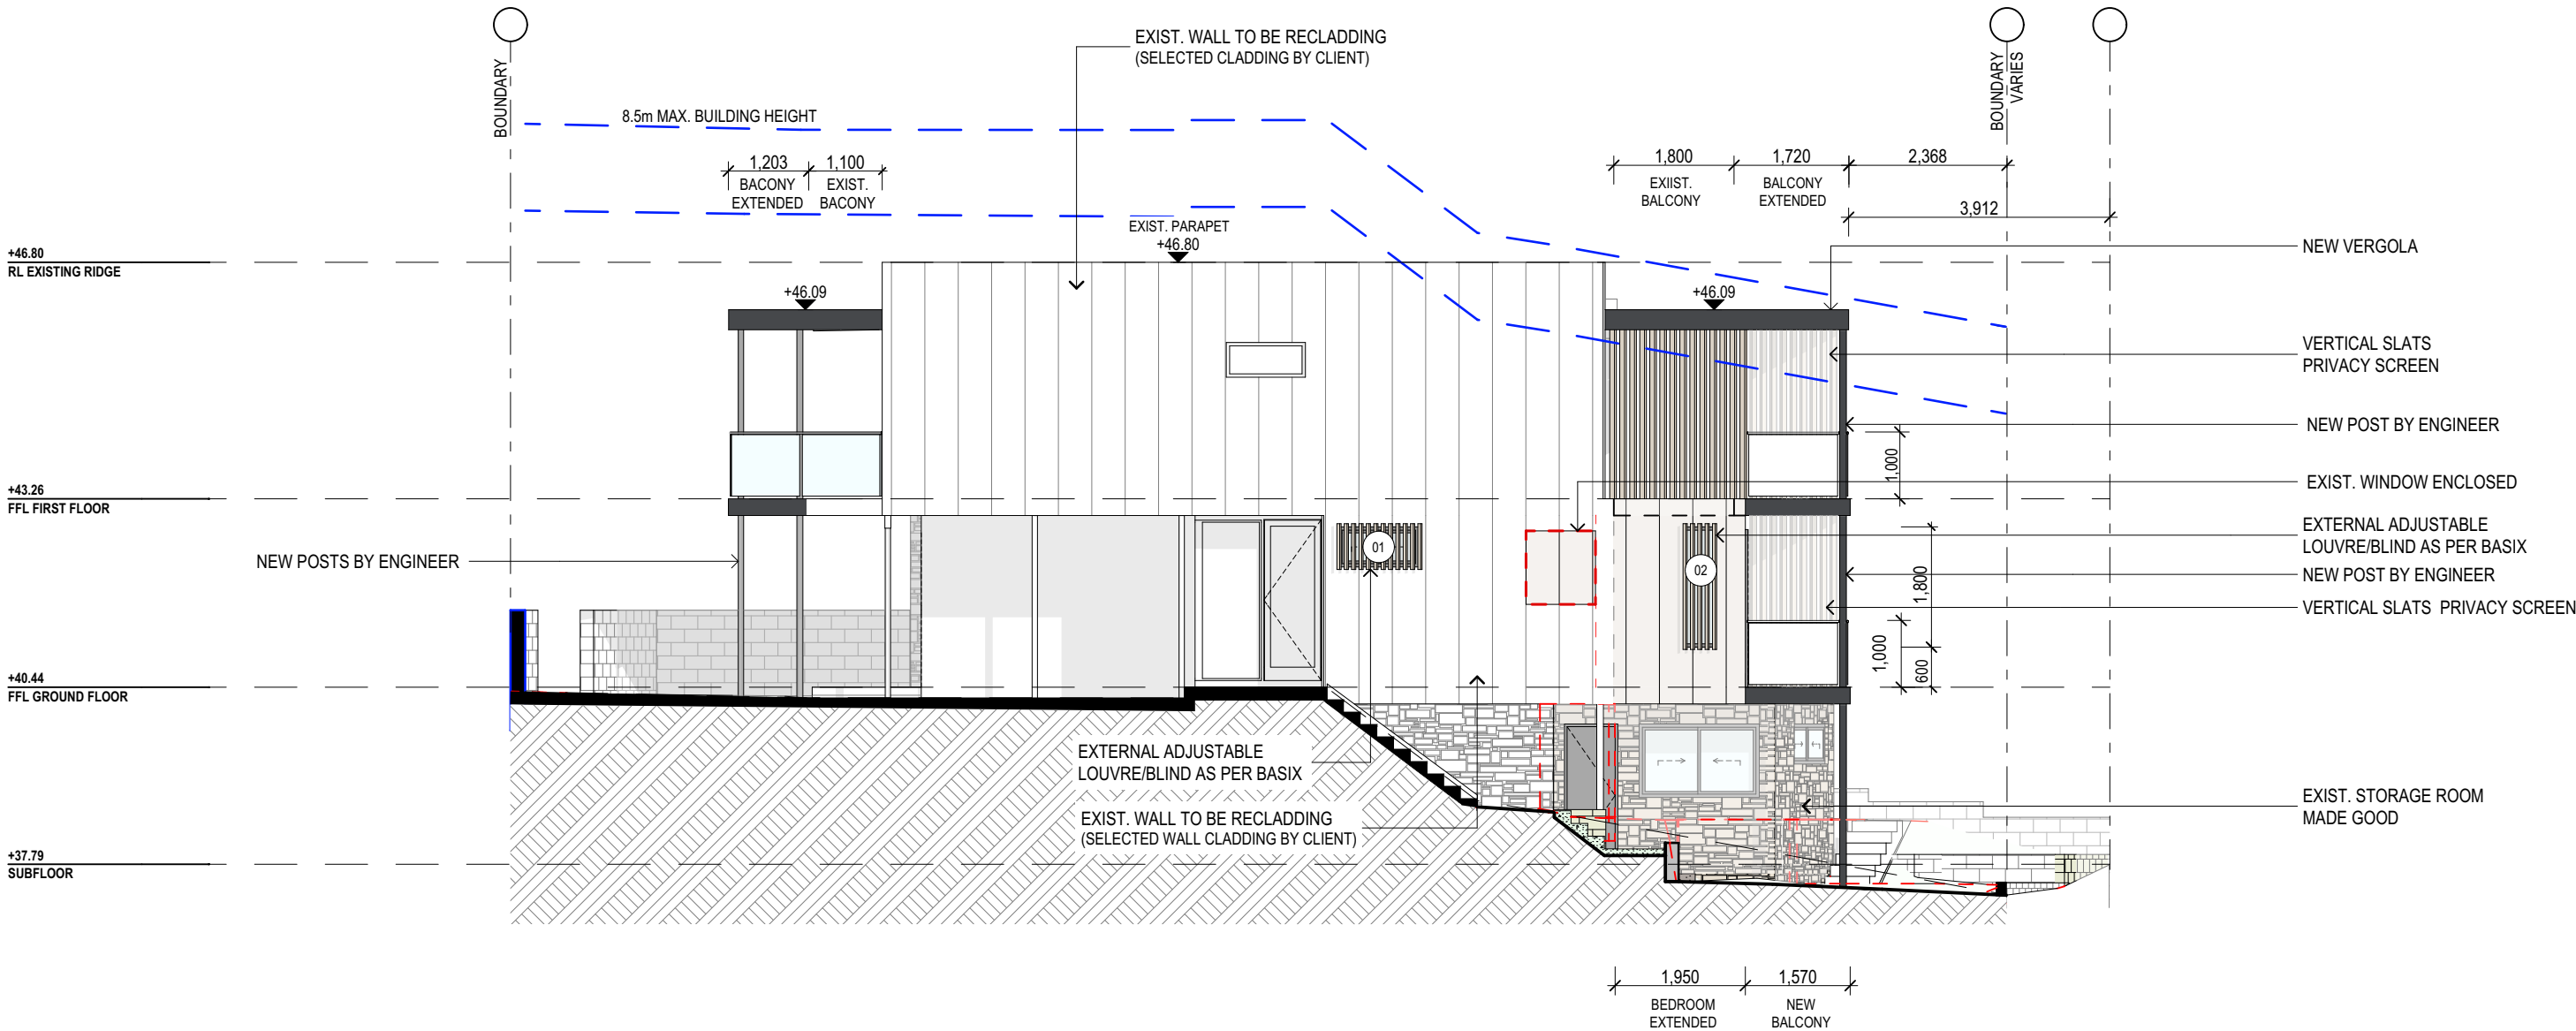 BOUNDARY
EXIST. WALL TO BE RECLADDING
(SELECTED CLADDING BY CLIENT)
BOUNDARY
VARIES
8.5m MAX. BUILDING HEIGHT
1,203
BACONY
EXTENDED
1,100
EXIST.
BACONY
1,800
EXIIST.
BALCONY
1,720
BALCONY
EXTENDED
2,368
3,912
EXIST. PARAPET
+46.80
+46.80
RL EXISTING RIDGE
NEW VERGOLA
+46.09
+46.09
VERTICAL SLATS
PRIVACY SCREEN
NEW POST BY ENGINEER
1,000
EXIST. WINDOW ENCLOSED
+43.26
FFL FIRST FLOOR
EXTERNAL ADJUSTABLE
LOUVRE/BLIND AS PER BASIX
01
02
NEW POSTS BY ENGINEER
NEW POST BY ENGINEER
1,800
VERTICAL SLATS PRIVACY SCREEN
1,000
600
+40.44
FFL GROUND FLOOR
EXTERNAL ADJUSTABLE
LOUVRE/BLIND AS PER BASIX
EXIST. STORAGE ROOM
MADE GOOD
EXIST. WALL TO BE RECLADDING
(SELECTED WALL CLADDING BY CLIENT)
+37.79
SUBFLOOR
1,950
BEDROOM
EXTENDED
1,570
NEW
BALCONY